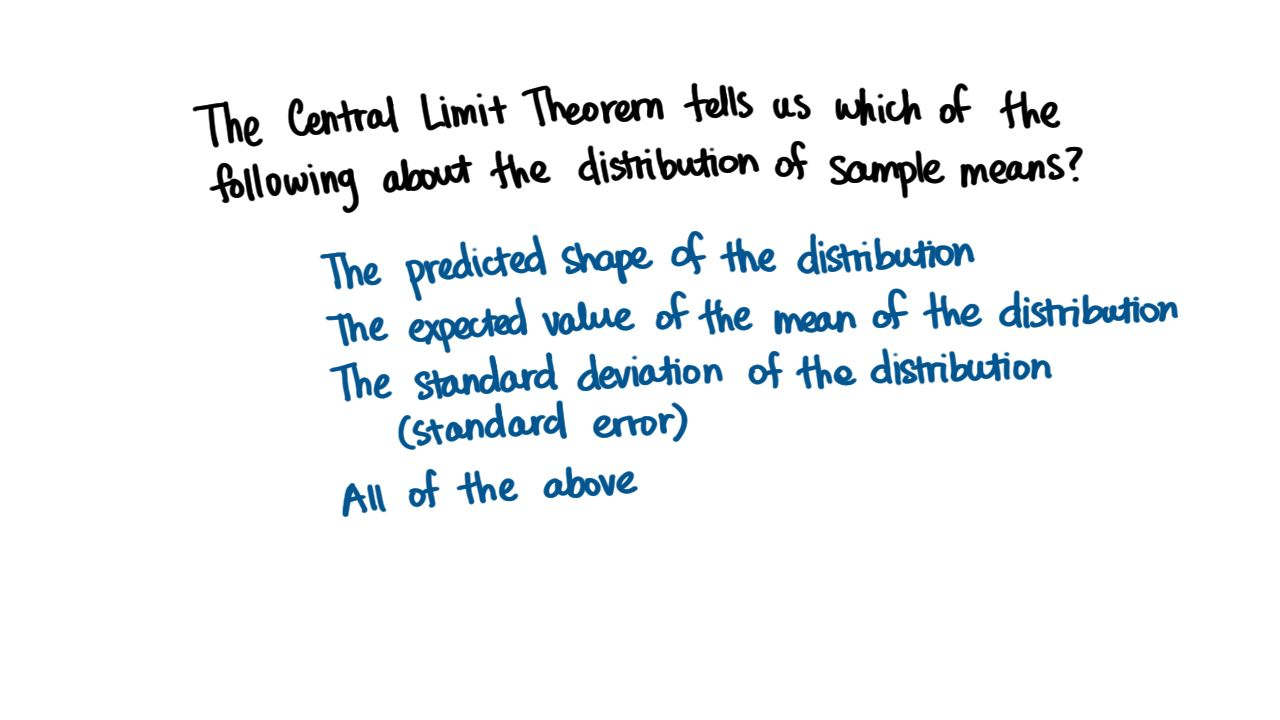 The Central Limit Theorem tells us which of the
following about the distribution of sample means?
The predicted shape of the distribution
The expected value of the mean of the distribution
The standard deviation of the distribution
(standard error)
All of the above